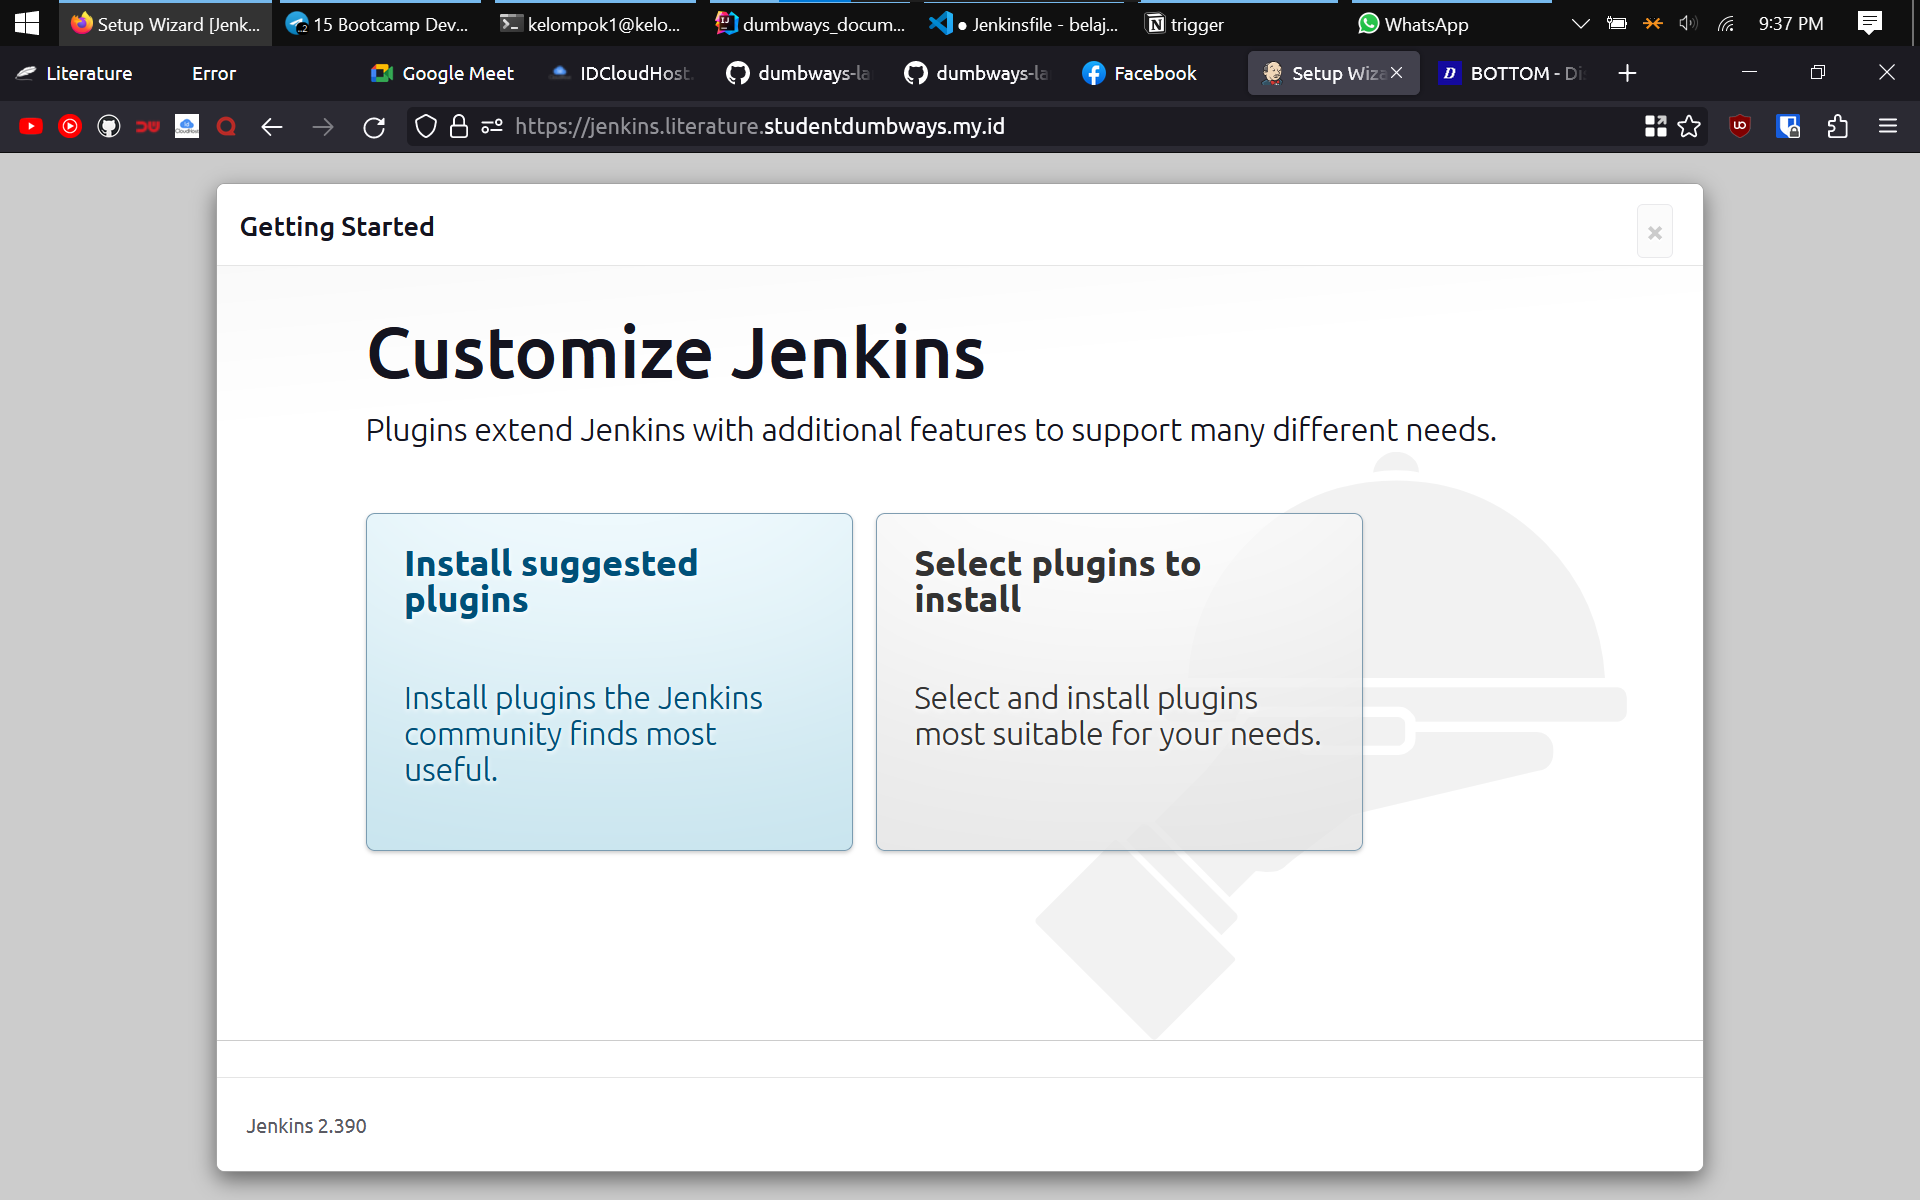 Setup Wizard [Jenk...
15 Bootcamp Dev...
kelompok1@kelo...
dumbways_docum...
● Jenkinsfile - belaj...
trigger
WhatsApp
9:37 PM
Literature
Error
Google Meet
IDCloudHost
dumbways-la
dumbways-la
Facebook
Setup Wiza
BOTTOM - Di
https://jenkins.literature.studentdumbways.my.id
Getting Started
Customize Jenkins
Plugins extend Jenkins with additional features to support many different needs.
Install suggested
plugins
Install plugins the Jenkins
community finds most
useful.
Select plugins to
install
Select and install plugins
most suitable for your needs.
Jenkins 2.390